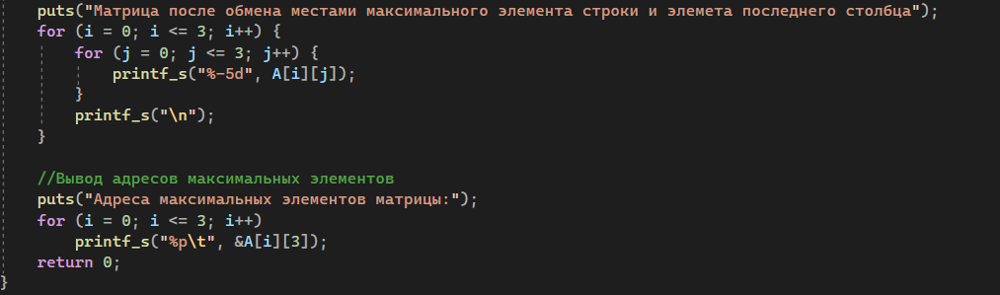 puts("Матрица после обмена местами максимального элемента строки и элемета последнего столбца");
for (i = 0; i <= 3; i++) {
for (j = 0; j <= 3; j++) {
printf_s("%-5d", A[i][j]);
}
printf_s("\n");
}
//Вывод адресов максимальных элементов
puts("Адреса максимальных элементов матрицы:");
for (i = 0; i <= 3; i++)
printf_s("%p\t", &A[i][3]);
return 0;
}